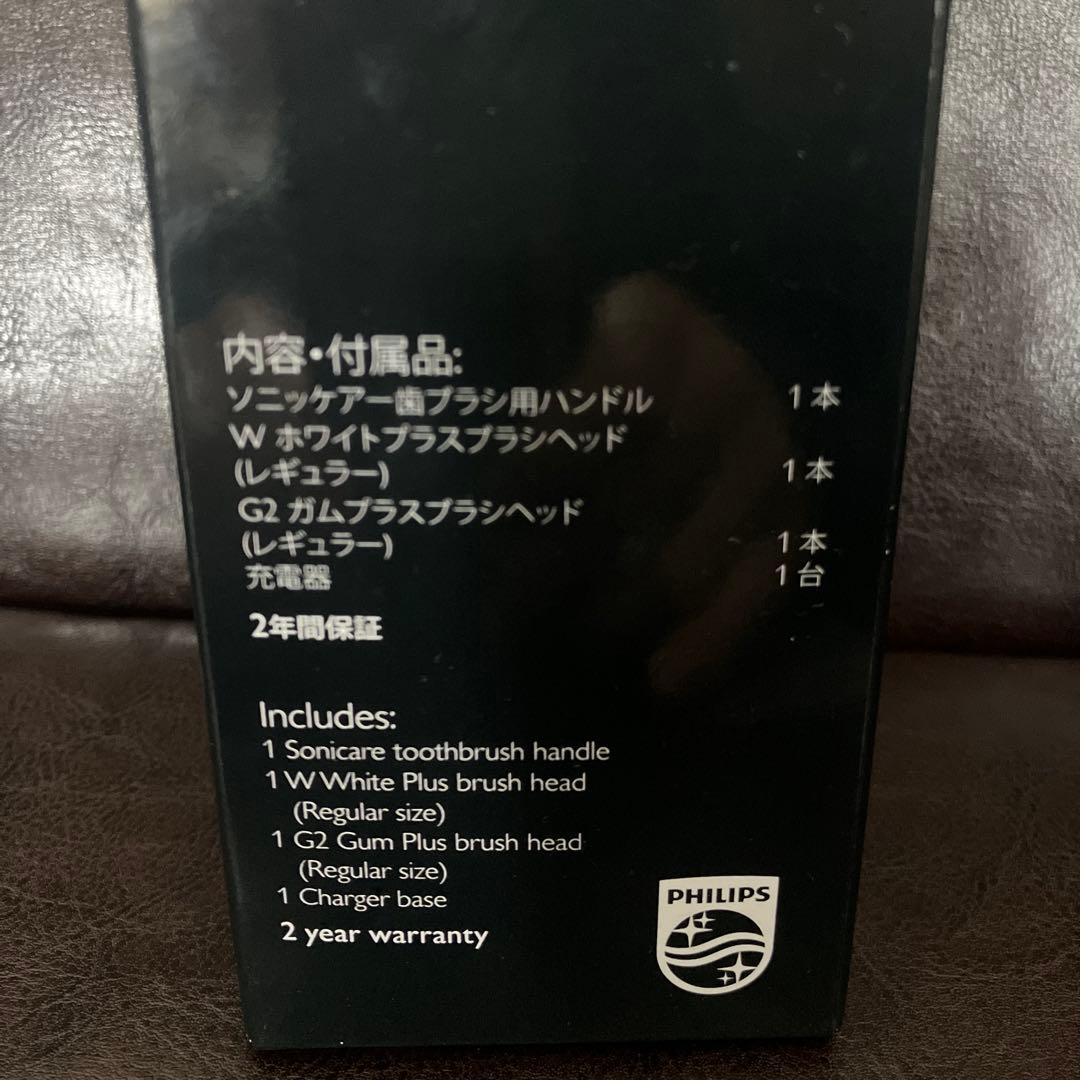 内容・付属品:
ソニッケアー歯ブラシ用ハンドル 1本
W ホワイトプラスブラシヘッド
(レギュラー) 1本
G2 ガムプラスブラシヘッド
(レギュラー) 1本
充電器 1台
2年間保証
Includes:
1 Sonicare toothbrush handle
1 W White Plus brush head
(Regular size)
1 G2 Gum Plus brush head
(Regular size)
1 Charger base
2 year warranty
PHILIPS